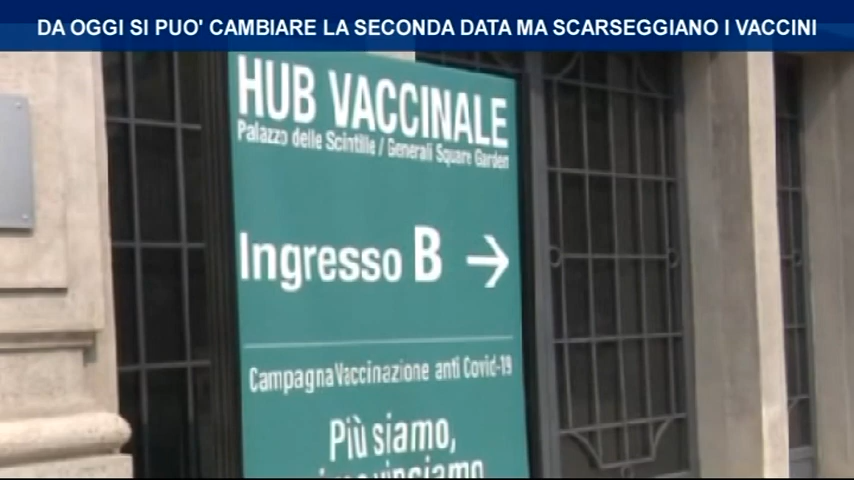 DA OGGI SI PUO' CAMBIARE LA SECONDA DATA MA SCARSEGGIANO I VACCINI
HUB VACCINALE
Palazzo delle Scintille / Generali Square Garden
Ingresso B →
Campagna Vaccinazione anti Covid-19
Più siamo,